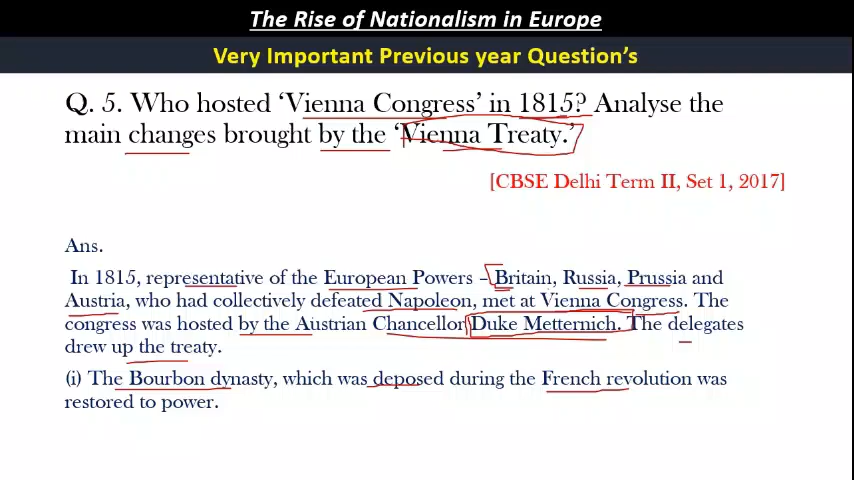 The Rise of Nationalism in Europe
Very Important Previous year Question's
Q. 5. Who hosted ‘Vienna Congress’ in 1815? Analyse the
main changes brought by the ‘Vienna Treaty.’
[CBSE Delhi Term II, Set 1, 2017]
Ans.
In 1815, representative of the European Powers – Britain, Russia, Prussia and
Austria, who had collectively defeated Napoleon, met at Vienna Congress. The
congress was hosted by the Austrian Chancellor Duke Metternich. The delegates
drew up the treaty.
(i) The Bourbon dynasty, which was deposed during the French revolution was
restored to power.